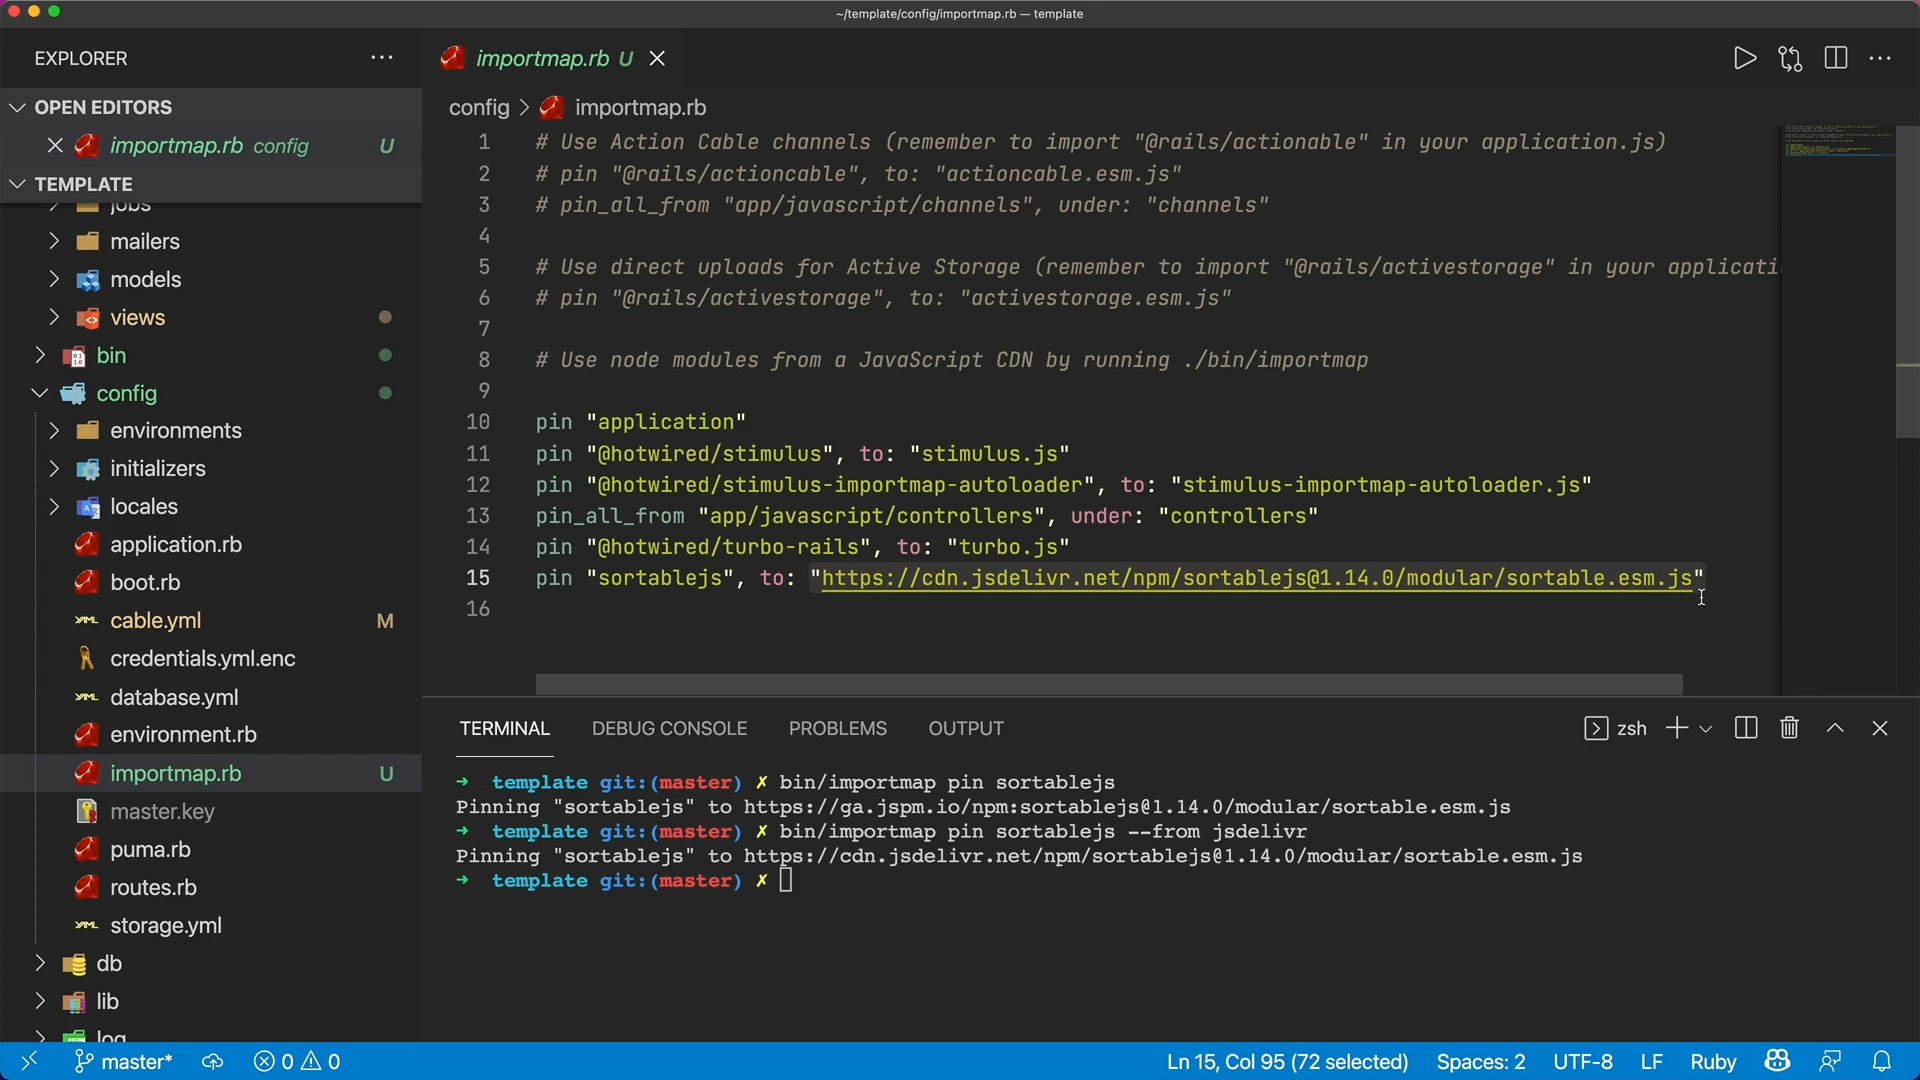 ~/template/config/importmap.rb — template
EXPLORER
importmap.rb U
OPEN EDITORS
importmap.rb config U
TEMPLATE
jobs
mailers
models
views
bin
config
environments
initializers
locales
application.rb
boot.rb
cable.yml M
credentials.yml.enc
database.yml
environment.rb
importmap.rb U
master.key
puma.rb
routes.rb
storage.yml
db
lib
log
config > importmap.rb
1 # Use Action Cable channels (remember to import "@rails/actionable" in your application.js)
2 # pin "@rails/actioncable", to: "actioncable.esm.js"
3 # pin_all_from "app/javascript/channels", under: "channels"
4
5 # Use direct uploads for Active Storage (remember to import "@rails/activestorage" in your applicati
6 # pin "@rails/activestorage", to: "activestorage.esm.js"
7
8 # Use node modules from a JavaScript CDN by running ./bin/importmap
9
10 pin "application"
11 pin "@hotwired/stimulus", to: "stimulus.js"
12 pin "@hotwired/stimulus-importmap-autoloader", to: "stimulus-importmap-autoloader.js"
13 pin_all_from "app/javascript/controllers", under: "controllers"
14 pin "@hotwired/turbo-rails", to: "turbo.js"
15 pin "sortablejs", to: "https://cdn.jsdelivr.net/npm/sortablejs@1.14.0/modular/sortable.esm.js"
16
TERMINAL DEBUG CONSOLE PROBLEMS OUTPUT zsh
→ template git:(master) ✗ bin/importmap pin sortablejs
Pinning "sortablejs" to https://ga.jspm.io/npm:sortablejs@1.14.0/modular/sortable.esm.js
→ template git:(master) ✗ bin/importmap pin sortablejs --from jsdelivr
Pinning "sortablejs" to https://cdn.jsdelivr.net/npm/sortablejs@1.14.0/modular/sortable.esm.js
→ template git:(master) ✗
master* 0 0 Ln 15, Col 95 (72 selected) Spaces: 2 UTF-8 LF Ruby